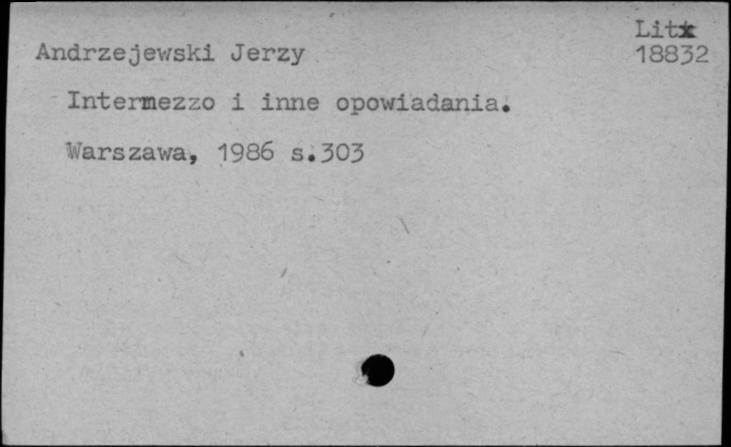 Lit
Andrzejewski Jerzy 18832
Intermezzo i inne opowiadania.
Warszawa, 1986 s.303